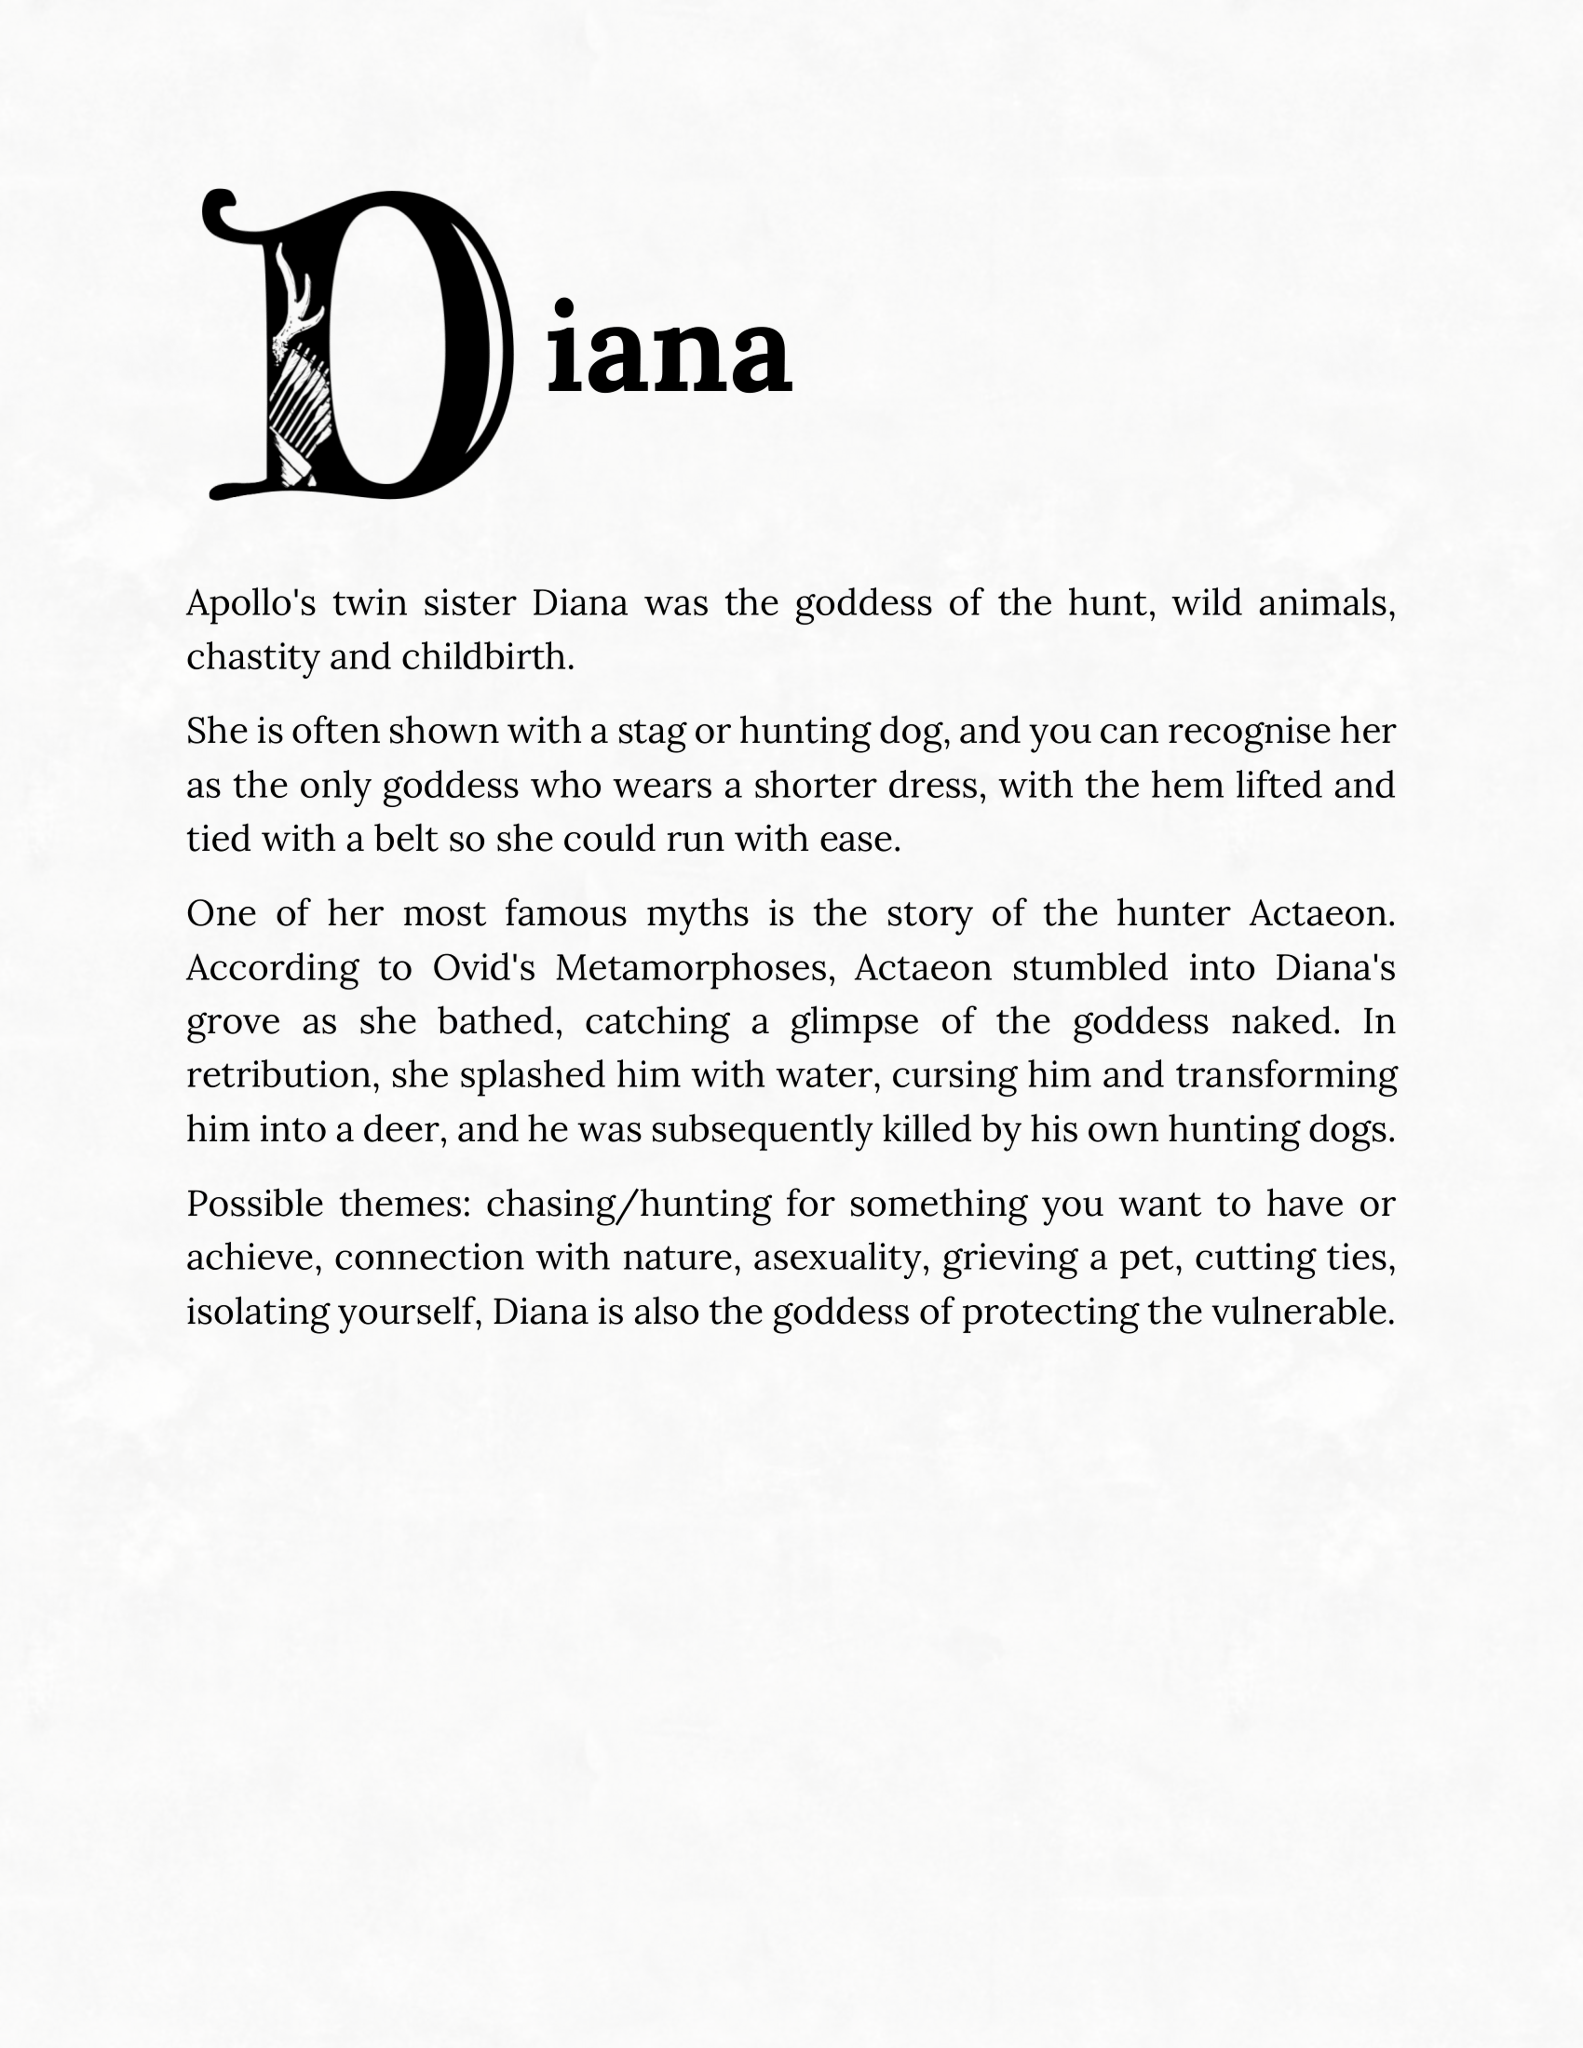 Diana
Apollo's twin sister Diana was the goddess of the hunt, wild animals,
chastity and childbirth.
She is often shown with a stag or hunting dog, and you can recognise her
as the only goddess who wears a shorter dress, with the hem lifted and
tied with a belt so she could run with ease.
One of her most famous myths is the story of the hunter Actaeon.
According to Ovid's Metamorphoses, Actaeon stumbled into Diana's
grove as she bathed, catching a glimpse of the goddess naked. In
retribution, she splashed him with water, cursing him and transforming
him into a deer, and he was subsequently killed by his own hunting dogs.
Possible themes: chasing/hunting for something you want to have or
achieve, connection with nature, asexuality, grieving a pet, cutting ties,
isolating yourself, Diana is also the goddess of protecting the vulnerable.